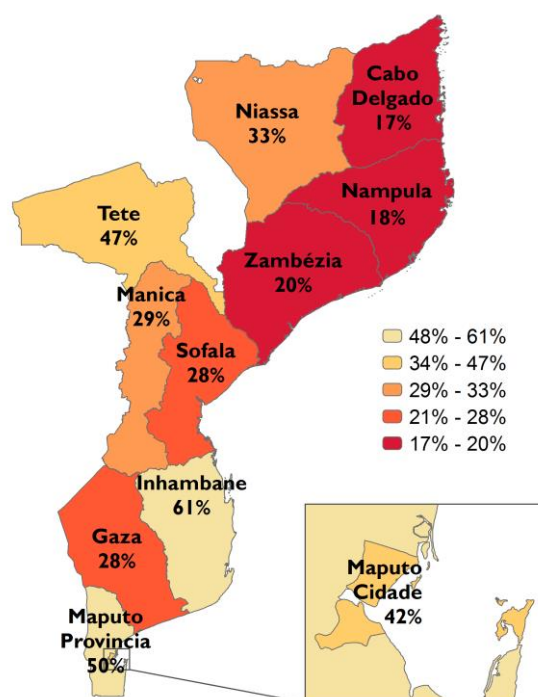 Cabo
Delgado
17%
Niassa
33%
Nampula
18%
Tete
47%
Zambézia
20%
Manica
29%
Sofala
28%
48% - 61%
34% - 47%
29% - 33%
21% - 28%
17% - 20%
Inhambane
61%
Gaza
28%
Maputo
Provincia
50%
Maputo
Cidade
42%